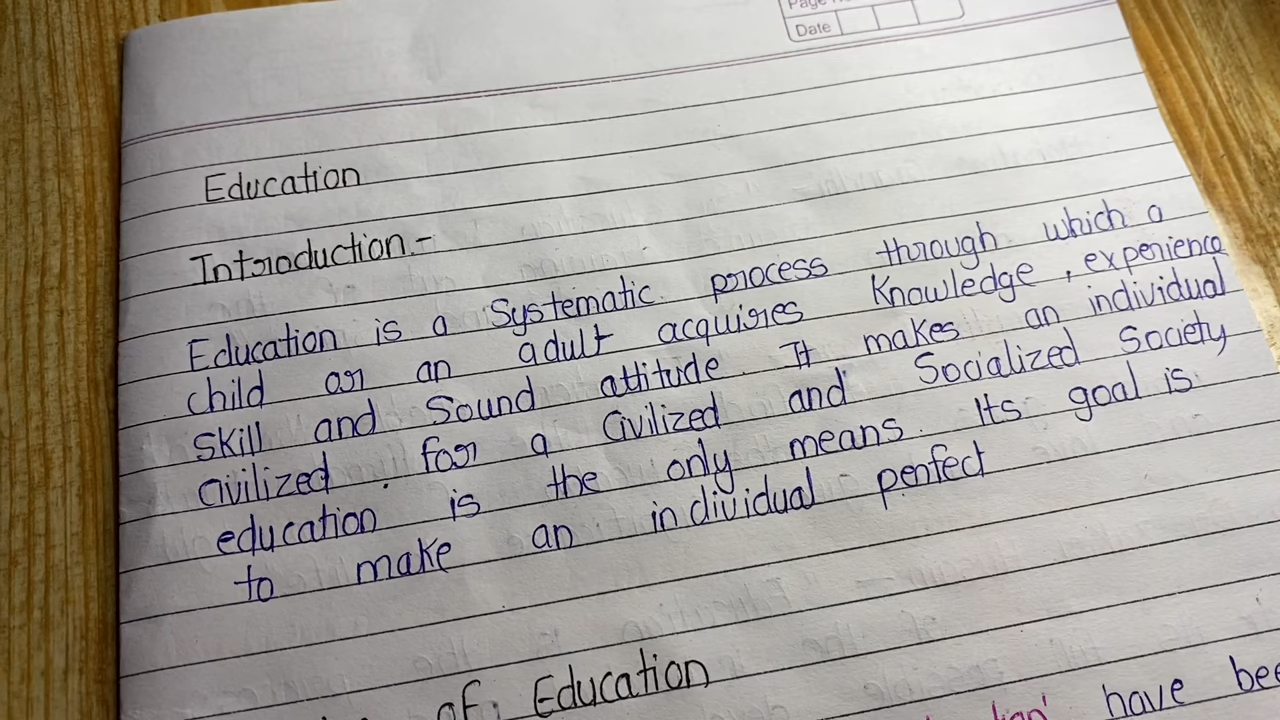 Page
Date
Education
Introduction:-
Education is a Systematic process through which a
child or an adult acquires Knowledge, experience
skill and Sound attitude. It makes an individual
civilized. for a civilized and Socialized Society
education is the only means. Its goal is
to make an individual perfect
of Education
have bee